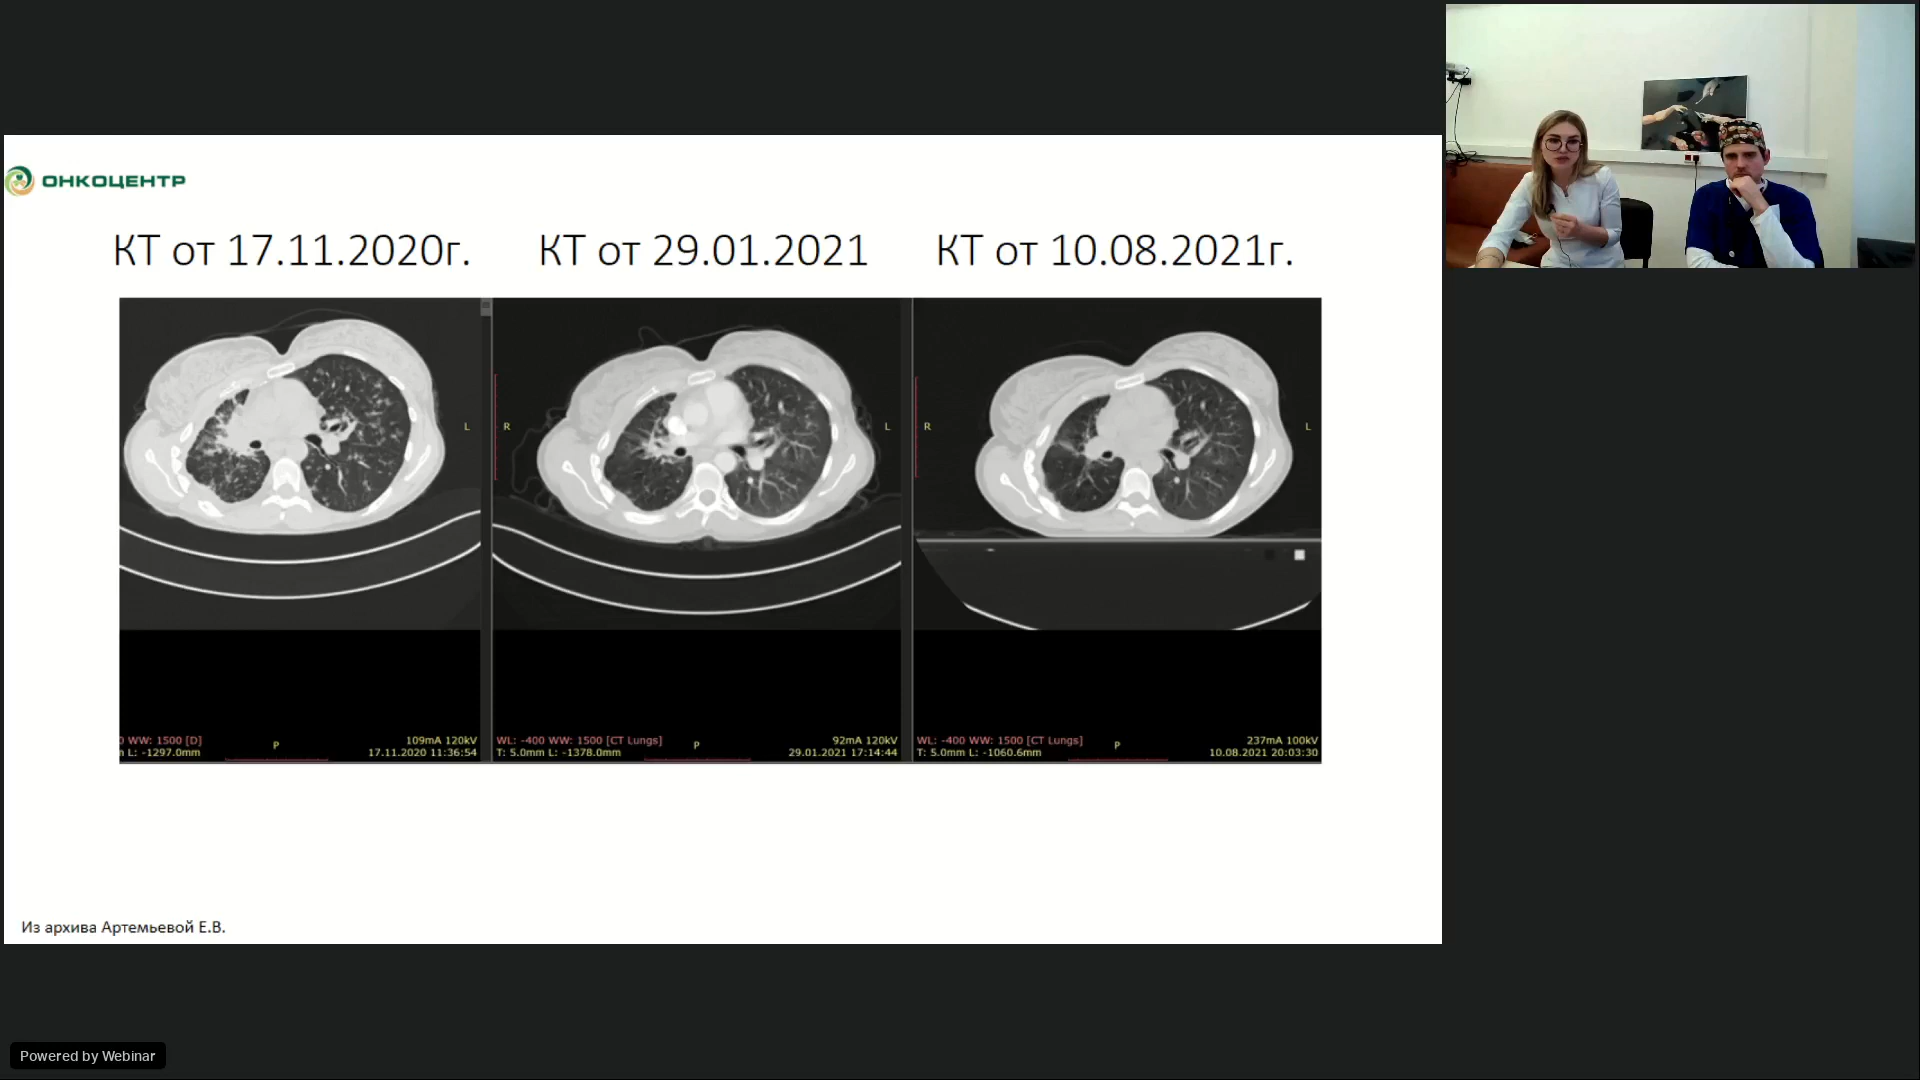 ОНКОЦЕНТР
КТ от 17.11.2020г.
КТ от 29.01.2021
КТ от 10.08.2021г.
L
R
L
R
L
0 WW: 1500 [D]
L: -1297.0mm
P
109mA 120kV
17.11.2020 11:36:54
WL: -400 WW: 1500 [CT Lungs]
T: 5.0mm L: -1378.0mm
P
92mA 120kV
29.01.2021 17:14:44
WL: -400 WW: 1500 [CT Lungs]
T: 5.0mm L: -1060.6mm
P
237mA 100kV
10.08.2021 20:03:30
Из архива Артемьевой Е.В.
Powered by Webinar